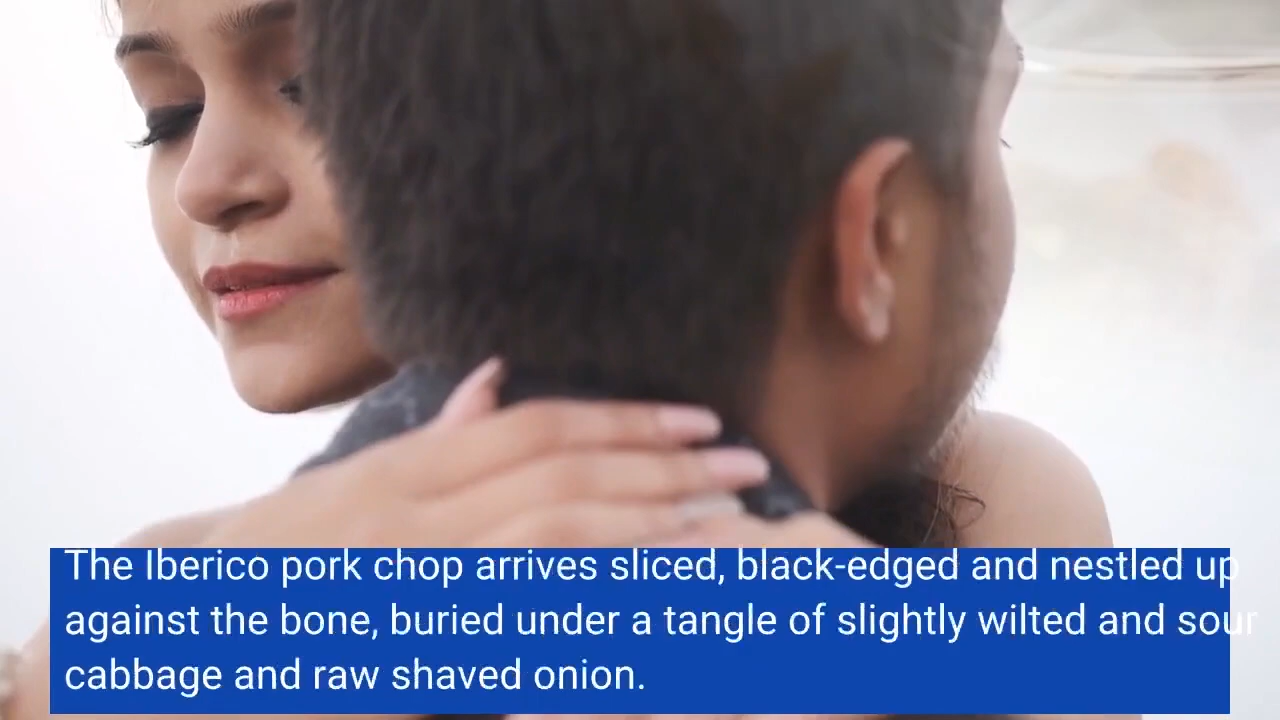 The Iberico pork chop arrives sliced, black-edged and nestled up
against the bone, buried under a tangle of slightly wilted and sour
cabbage and raw shaved onion.